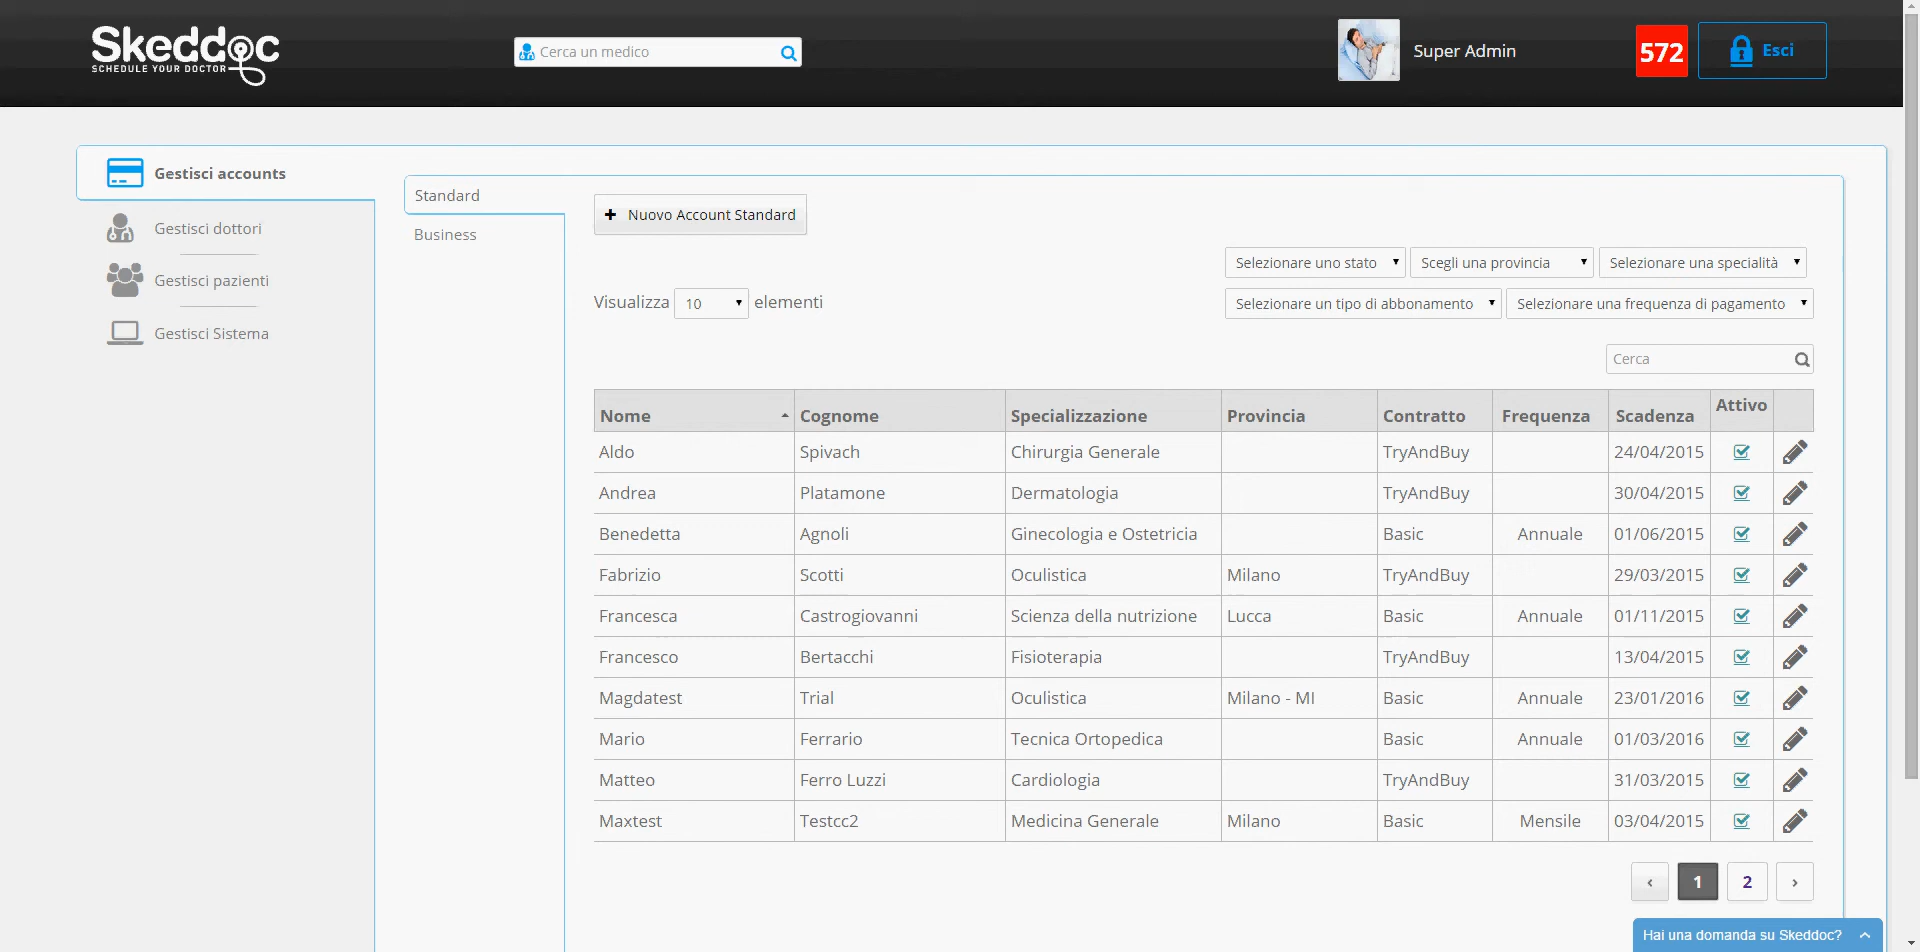 Skeddoc
SCHEDULE YOUR DOCTOR
Cerca un medico
Super Admin
572
Esci
Gestisci accounts
Gestisci dottori
Gestisci pazienti
Gestisci Sistema
Standard
Business
+ Nuovo Account Standard
Selezionare uno stato Scegli una provincia Selezionare una specialità
Visualizza 10 elementi
Selezionare un tipo di abbonamento Selezionare una frequenza di pagamento
Cerca
Nome Cognome Specializzazione Provincia Contratto Frequenza Scadenza Attivo
Aldo Spivach Chirurgia Generale TryAndBuy 24/04/2015
Andrea Platamone Dermatologia TryAndBuy 30/04/2015
Benedetta Agnoli Ginecologia e Ostetricia Basic Annuale 01/06/2015
Fabrizio Scotti Oculistica Milano TryAndBuy 29/03/2015
Francesca Castrogiovanni Scienza della nutrizione Lucca Basic Annuale 01/11/2015
Francesco Bertacchi Fisioterapia TryAndBuy 13/04/2015
Magdatest Trial Oculistica Milano - MI Basic Annuale 23/01/2016
Mario Ferrario Tecnica Ortopedica Basic Annuale 01/03/2016
Matteo Ferro Luzzi Cardiologia TryAndBuy 31/03/2015
Maxtest Testcc2 Medicina Generale Milano Basic Mensile 03/04/2015
‹ 1 2 ›
Hai una domanda su Skeddoc?